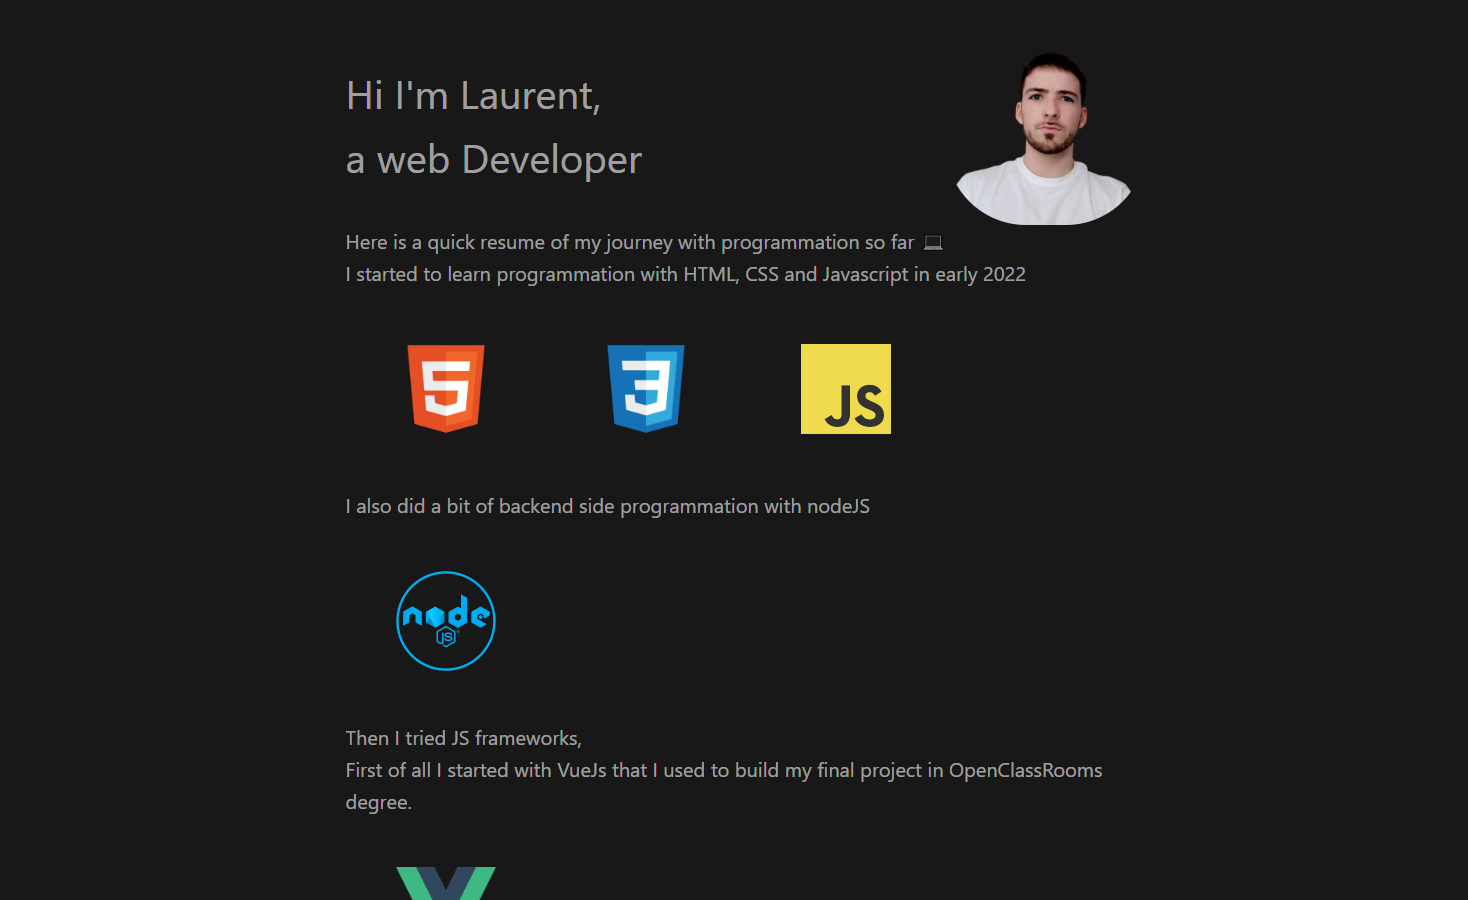 Hi I'm Laurent,
a web Developer
Here is a quick resume of my journey with programmation so far 💻
I started to learn programmation with HTML, CSS and Javascript in early 2022
5
3
JS
I also did a bit of backend side programmation with nodeJS
node
JS
Then I tried JS frameworks,
First of all I started with VueJs that I used to build my final project in OpenClassRooms
degree.